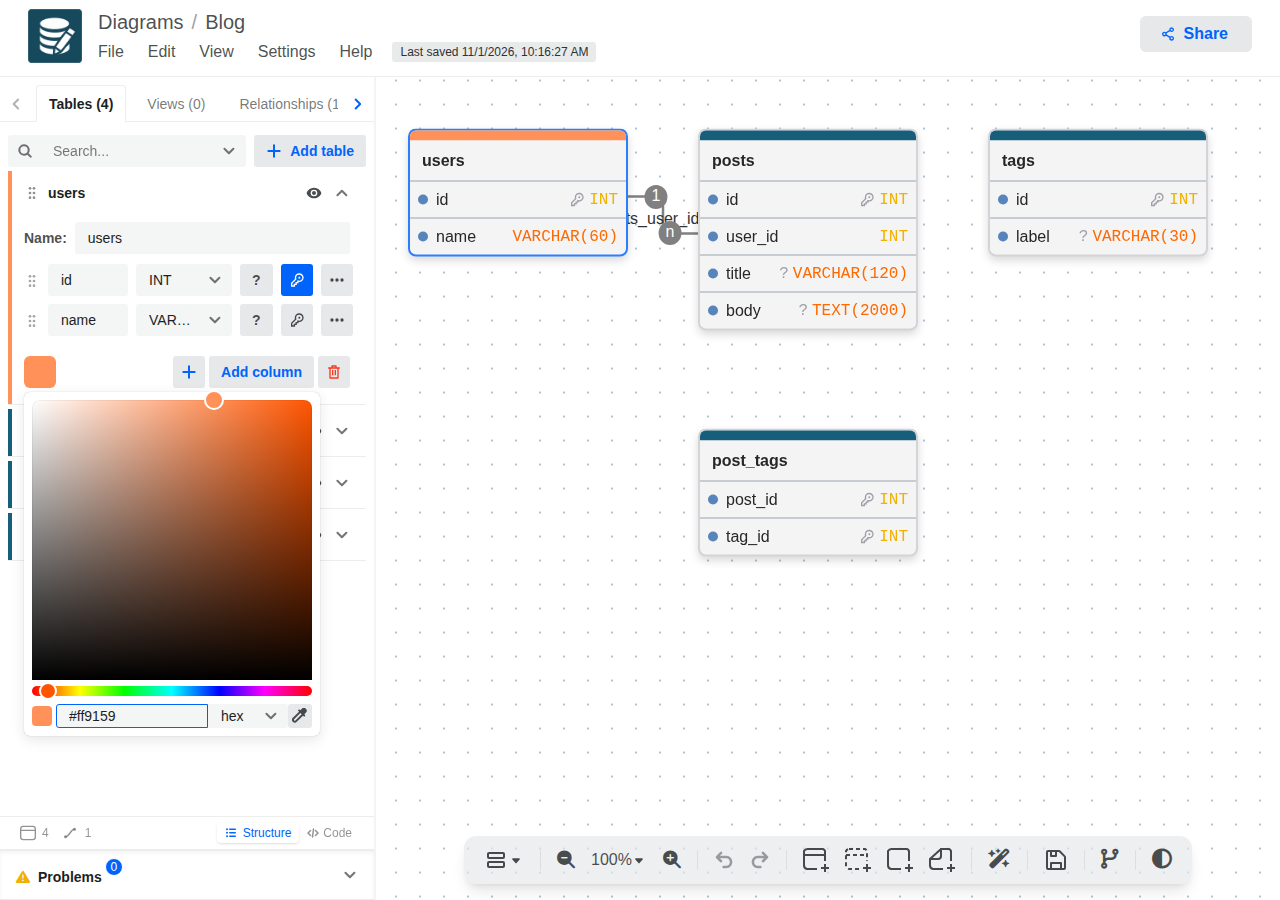 Diagrams / Blog
File Edit View Settings Help Last saved 11/1/2026, 10:16:27 AM
Share
Tables (4) Views (0) Relationships (1
Search... Add table
users
Name: users
id INT ?
name VAR... ?
Add column
#ff9159 hex
4 1 Structure Code
Problems 0
users
id INT
name VARCHAR(60)
1
ts_user_id
n
posts
id INT
user_id INT
title ? VARCHAR(120)
body ? TEXT(2000)
tags
id INT
label ? VARCHAR(30)
post_tags
post_id INT
tag_id INT
100%